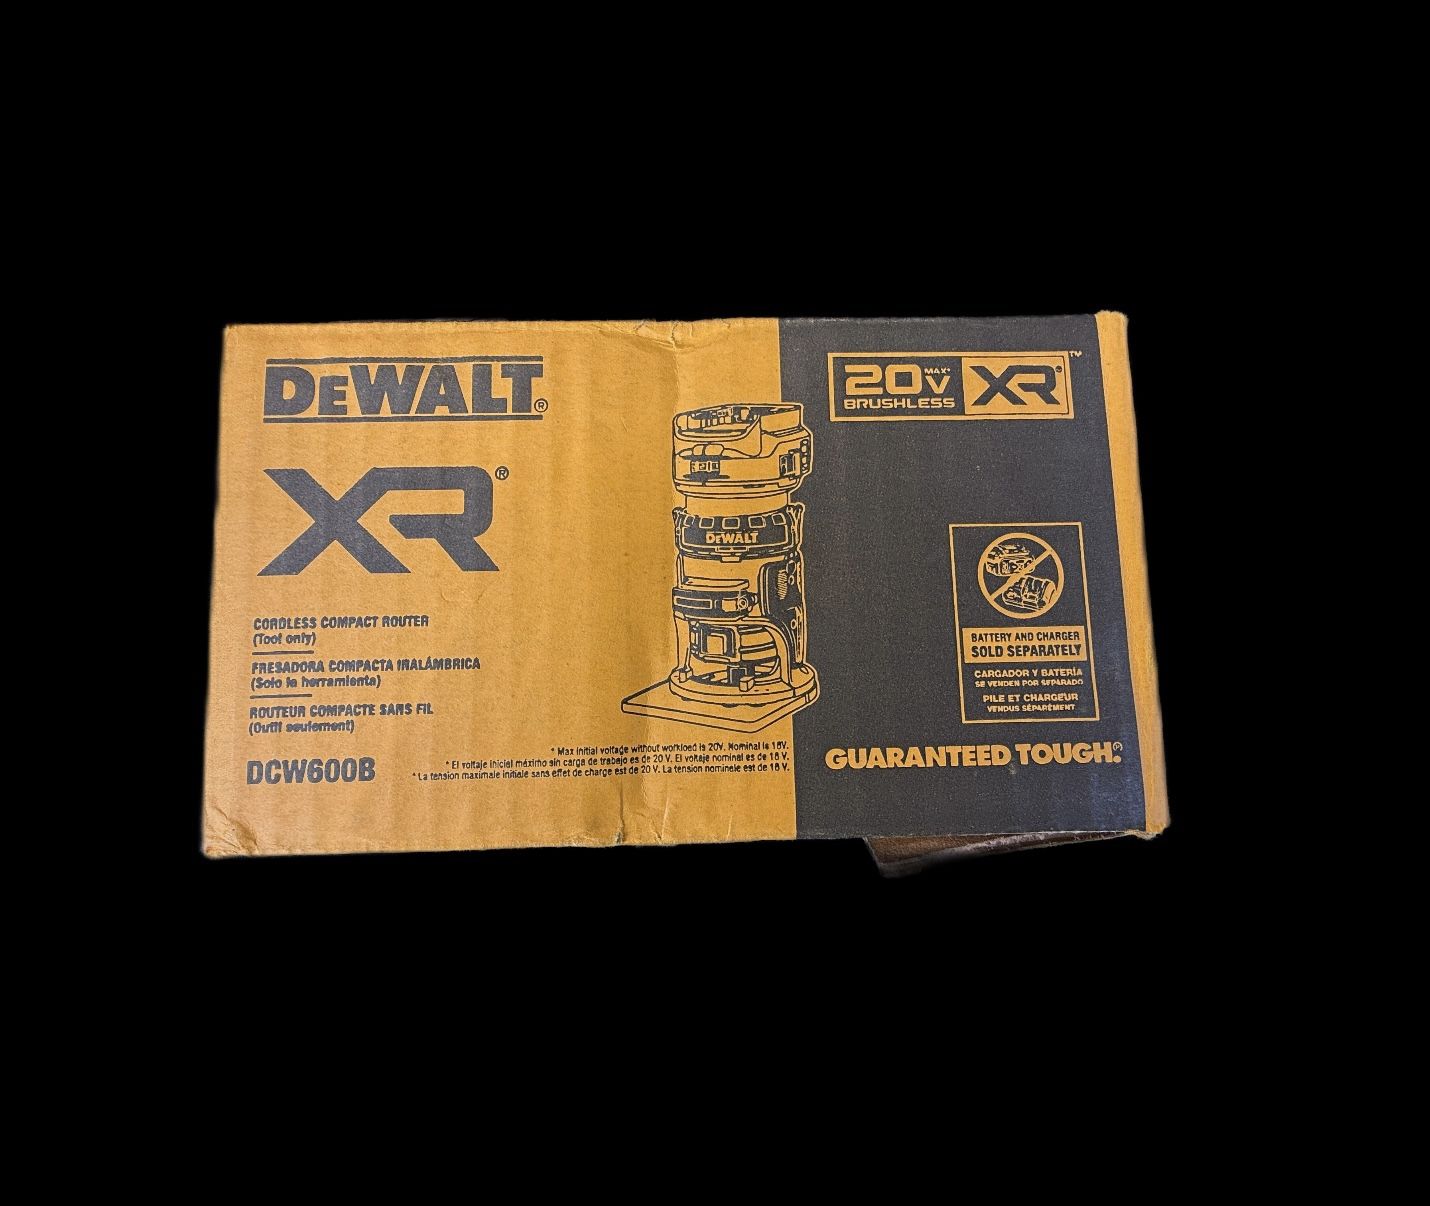 DEWALT®
XR®
CORDLESS COMPACT ROUTER
(Tool only)
FRESADORA COMPACTA INALÁMBRICA
(Solo la herramienta)
ROUTEUR COMPACTE SANS FIL
(Outil seulement)
DCW600B
* Max initial voltage without workload is 20V. Nominal is 18V.
* El voltaje inicial máximo sin carga de trabajo es de 20 V. El voltaje nominal es de 18 V.
* La tension maximale initiale sans effet de charge est de 20 V. La tension nominale est de 18 V.
DEWALT
20V MAX* XR®™
BRUSHLESS
BATTERY AND CHARGER
SOLD SEPARATELY
CARGADOR Y BATERÍA
SE VENDEN POR SEPARADO
PILE ET CHARGEUR
VENDUS SÉPARÉMENT
GUARANTEED TOUGH.®